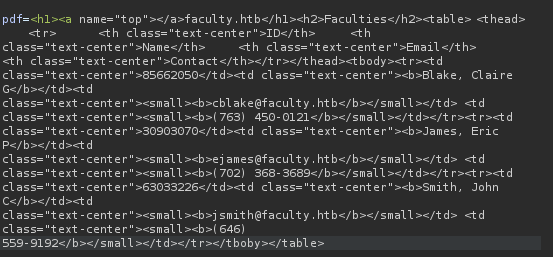 pdf=<h1><a name="top"></a>faculty.htb</h1><h2>Faculties</h2><table> <thead>
<tr> <th class="text-center">ID</th> <th
class="text-center">Name</th> <th class="text-center">Email</th>
<th class="text-center">Contact</th></tr></thead><tbody><tr><td
class="text-center">85662050</td><td class="text-center"><b>Blake, Claire
G</b></td><td
class="text-center"><small><b>cblake@faculty.htb</b></small></td> <td
class="text-center"><small><b>(763) 450-0121</b></small></td></tr><tr><td
class="text-center">30903070</td><td class="text-center"><b>James, Eric
P</b></td><td
class="text-center"><small><b>ejames@faculty.htb</b></small></td> <td
class="text-center"><small><b>(702) 368-3689</b></small></td></tr><tr><td
class="text-center">63033226</td><td class="text-center"><b>Smith, John
C</b></td><td
class="text-center"><small><b>jsmith@faculty.htb</b></small></td> <td
class="text-center"><small><b>(646)
559-9192</b></small></td></tr></tboby></table>